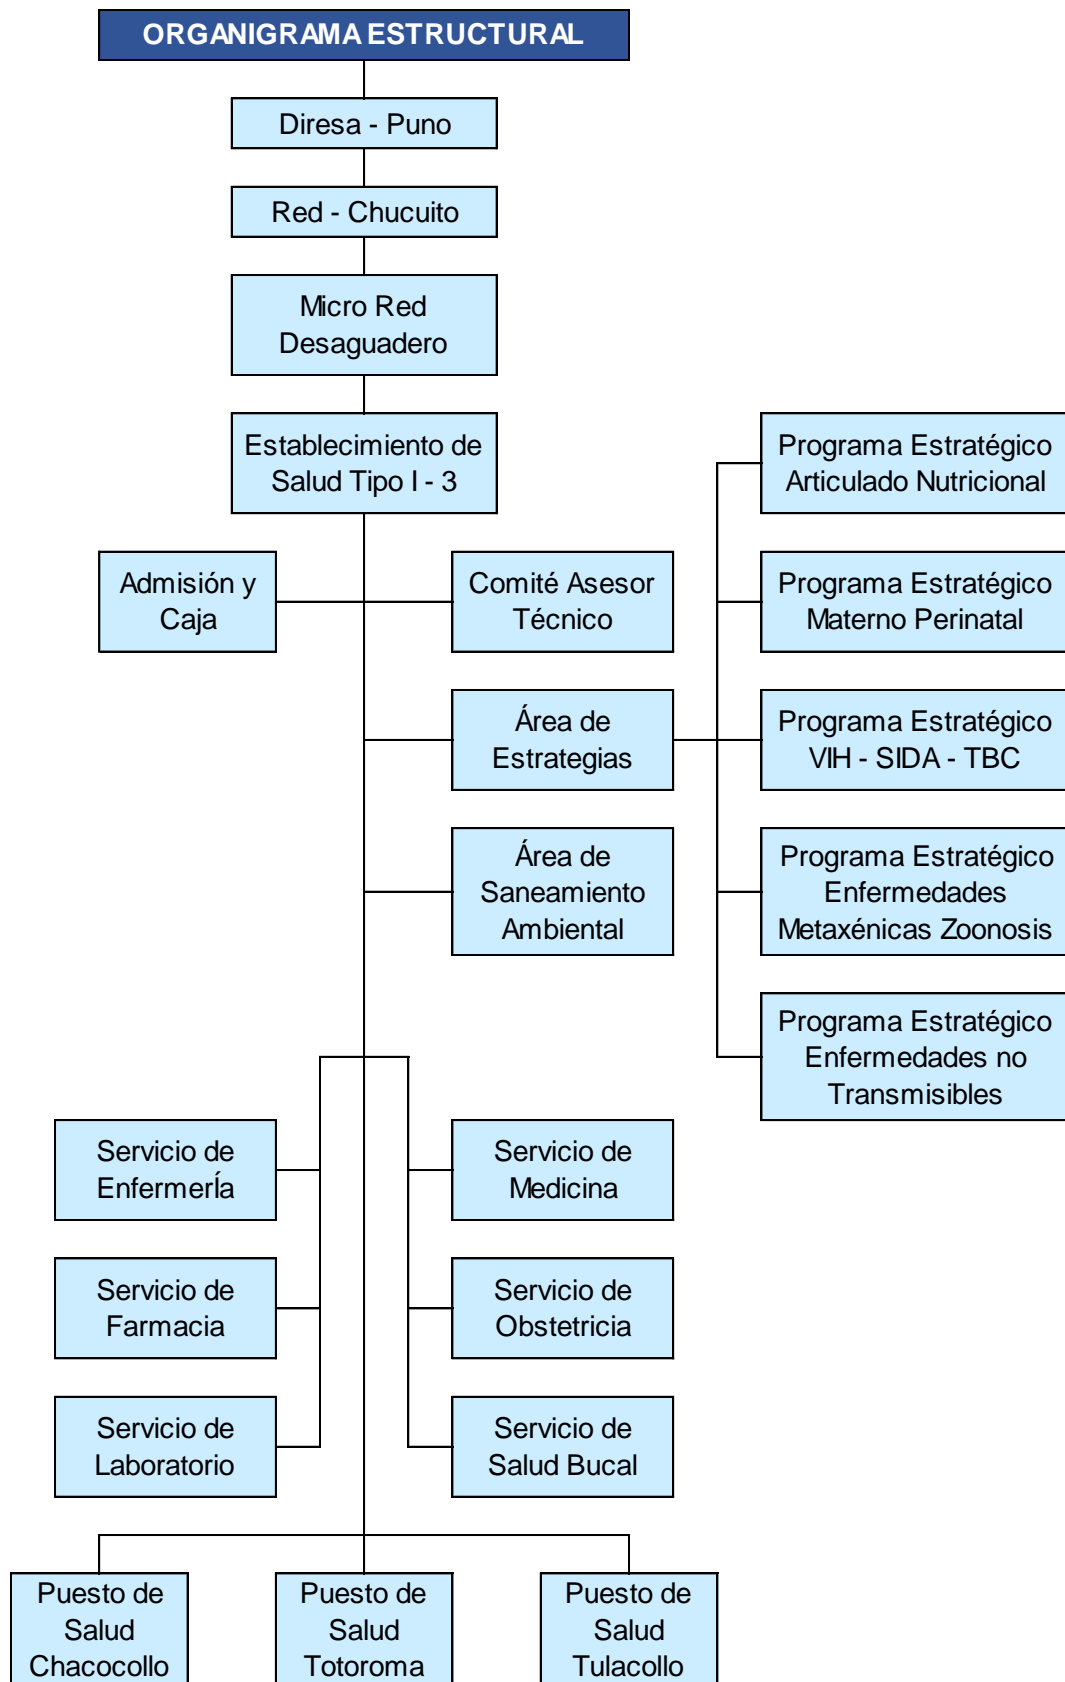 ORGANIGRAMA ESTRUCTURAL
Diresa - Puno
Red - Chucuito
Micro Red
Desaguadero
Establecimiento de
Salud Tipo I - 3
Programa Estratégico
Articulado Nutricional
Admisión y
Caja
Comité Asesor
Técnico
Programa Estratégico
Materno Perinatal
Área de
Estrategias
Programa Estratégico
VIH - SIDA - TBC
Área de
Saneamiento
Ambiental
Programa Estratégico
Enfermedades
Metaxénicas Zoonosis
Programa Estratégico
Enfermedades no
Transmisibles
Servicio de
EnfermerÍa
Servicio de
Medicina
Servicio de
Farmacia
Servicio de
Obstetricia
Servicio de
Laboratorio
Servicio de
Salud Bucal
Puesto de
Salud
Chacocollo
Puesto de
Salud
Totoroma
Puesto de
Salud
Tulacollo